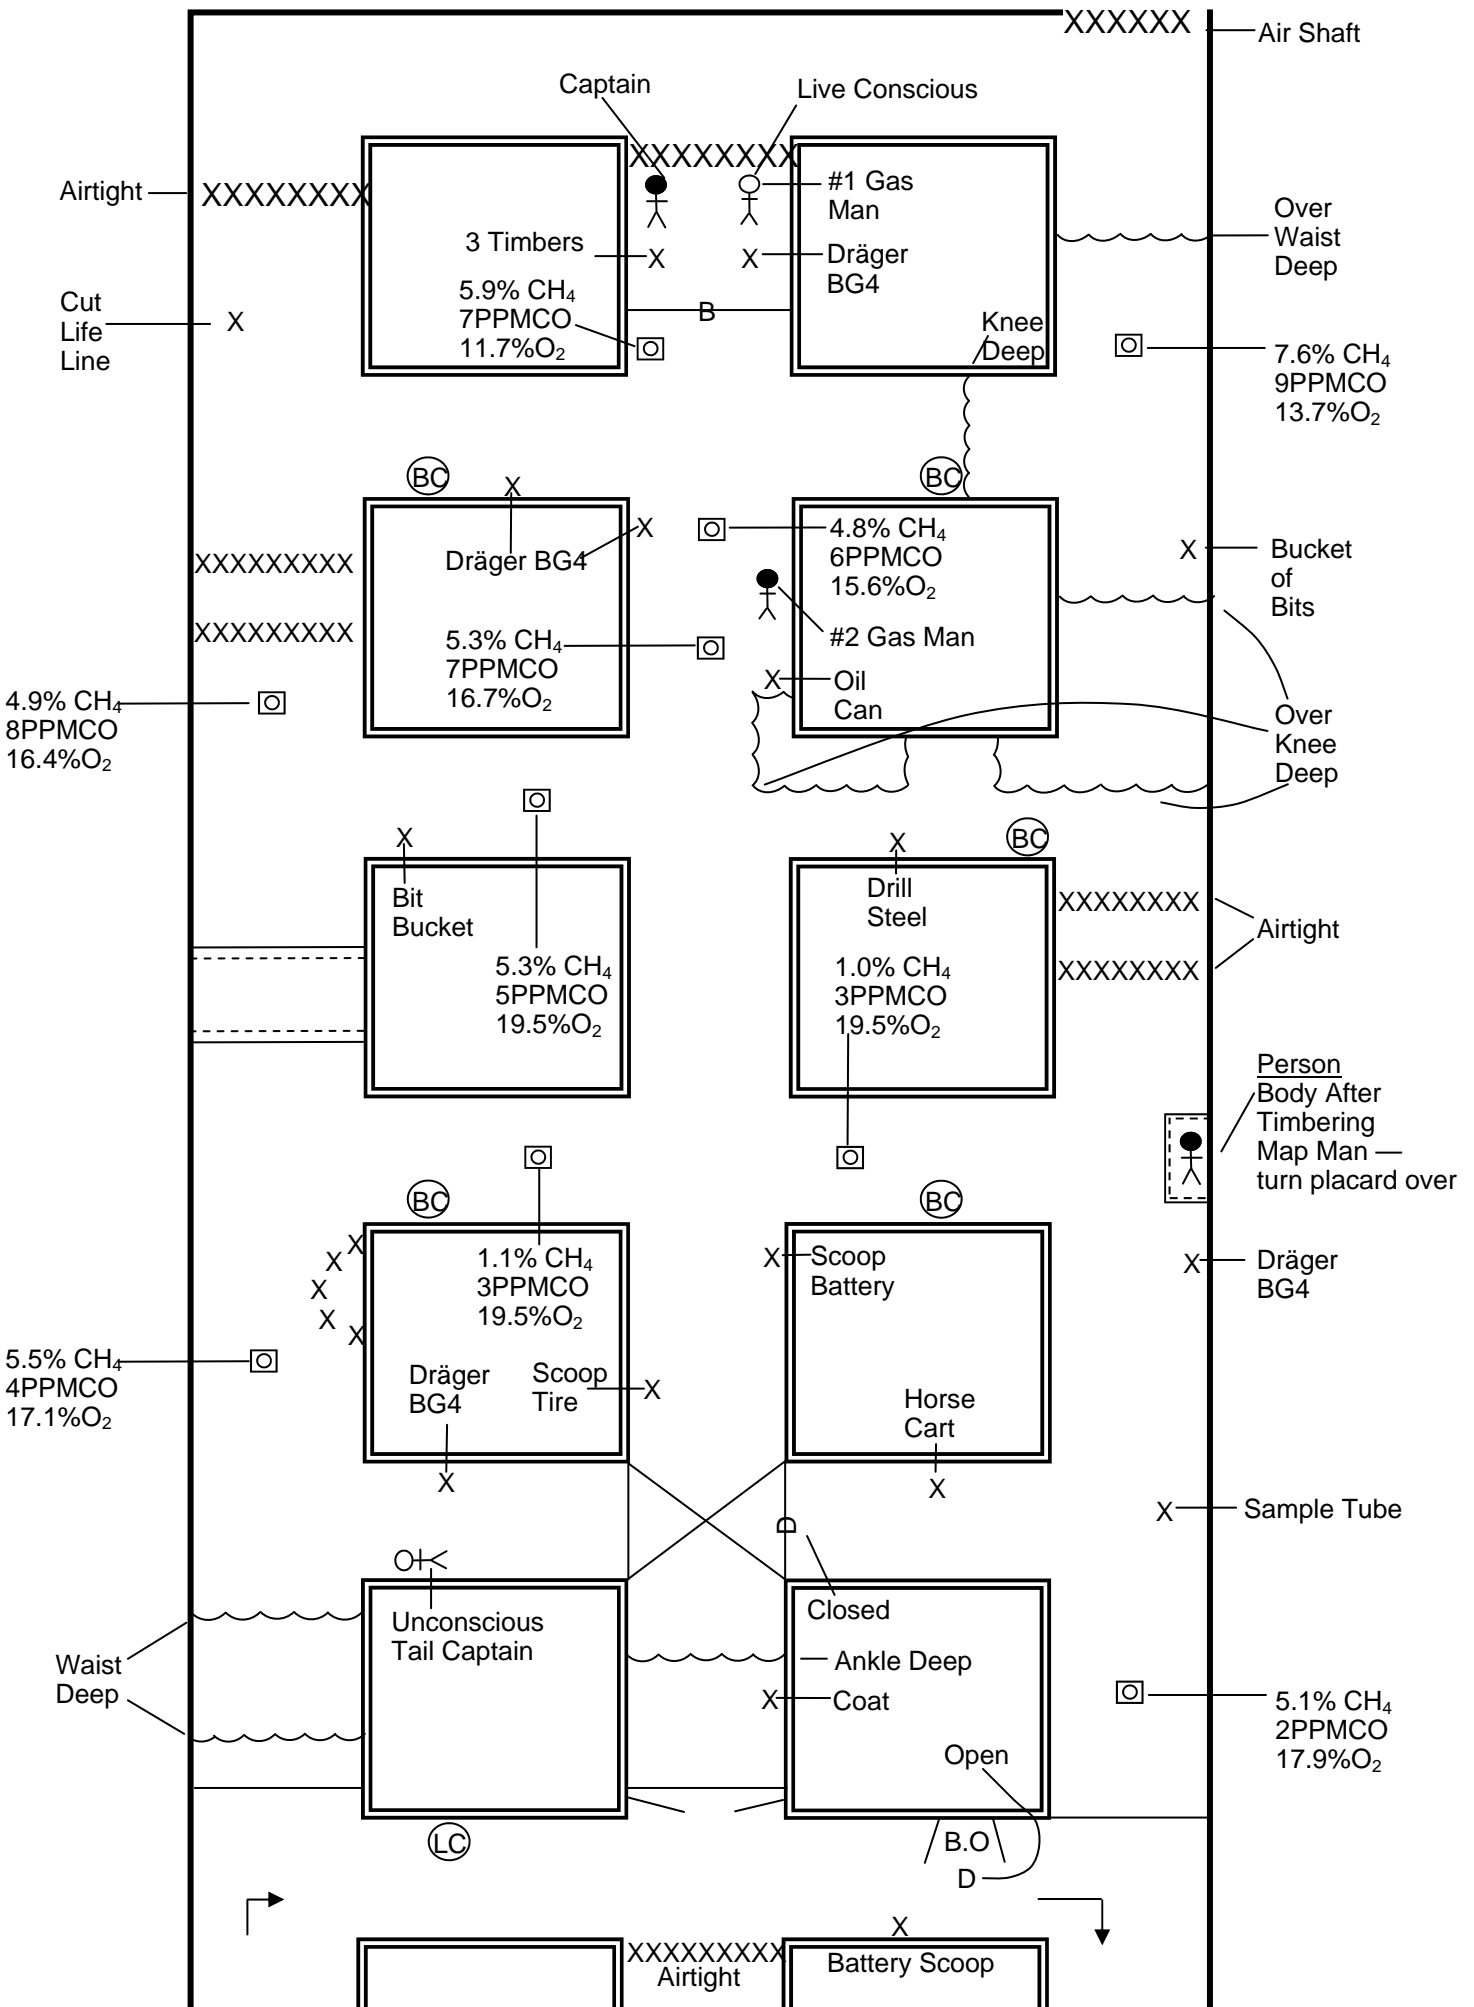 XXXXXX
Air Shaft
Captain
Live Conscious
XXXXXXXX
Airtight
XXXXXXXX
#1 Gas
Man
Over
Waist
Deep
3 Timbers
X
X
Dräger
BG4
5.9% CH₄
7PPMCO
11.7%O₂
B
Cut
Life
Line
X
Knee
Deep
7.6% CH₄
9PPMCO
13.7%O₂
BC
BC
X
Dräger BG4
X
4.8% CH₄
6PPMCO
15.6%O₂
X
Bucket
of
Bits
XXXXXXXXX
XXXXXXXXX
#2 Gas Man
5.3% CH₄
7PPMCO
16.7%O₂
X
Oil
Can
4.9% CH₄
8PPMCO
16.4%O₂
Over
Knee
Deep
X
Bit
Bucket
X
Drill
Steel
BC
XXXXXXXX
Airtight
XXXXXXXX
5.3% CH₄
5PPMCO
19.5%O₂
1.0% CH₄
3PPMCO
19.5%O₂
Person
Body After
Timbering
Map Man —
turn placard over
BC
BC
X
X
X
X
X
1.1% CH₄
3PPMCO
19.5%O₂
X
Scoop
Battery
X
Dräger
BG4
5.5% CH₄
4PPMCO
17.1%O₂
Dräger
BG4
Scoop
Tire
X
Horse
Cart
X
X
X
Sample Tube
D
Closed
Unconscious
Tail Captain
Waist
Deep
Ankle Deep
X
Coat
5.1% CH₄
2PPMCO
17.9%O₂
Open
LC
B.O
D
XXXXXXXXX
Airtight
X
Battery Scoop